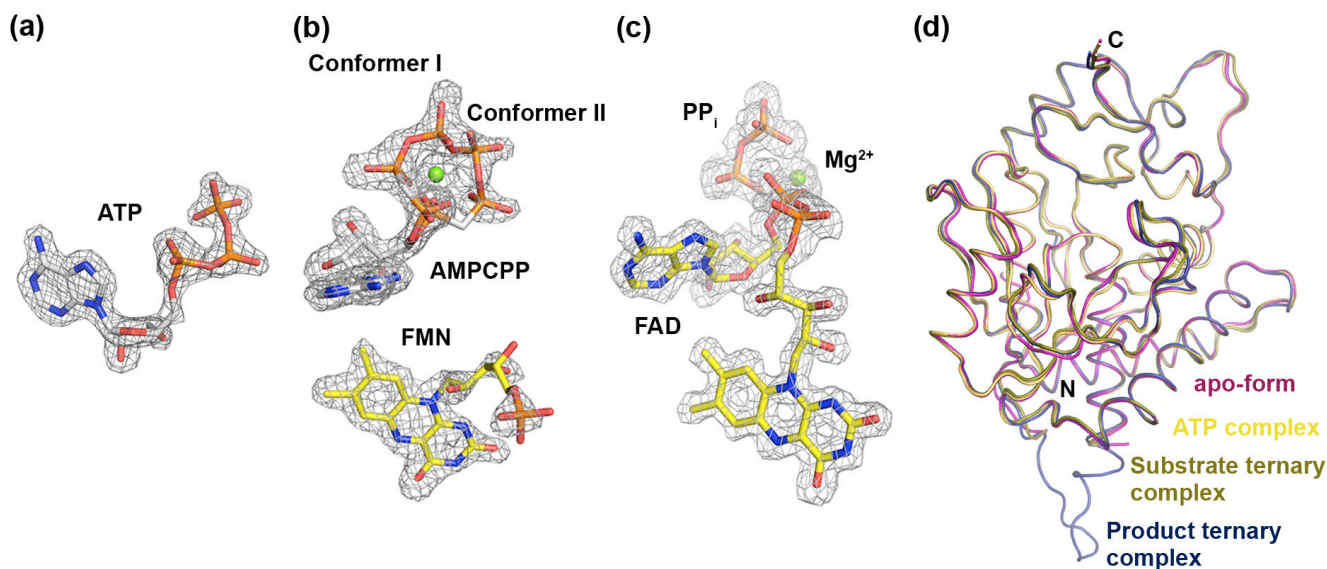 (a)
ATP
(b)
Conformer I
Conformer II
AMPCPP
FMN
(c)
PPi
Mg2+
FAD
(d)
C
N
apo-form
ATP complex
Substrate ternary
complex
Product ternary
complex